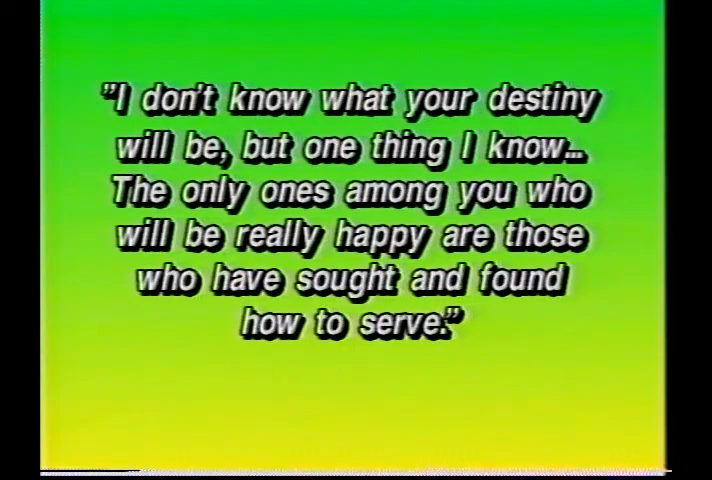 "I don't know what your destiny
will be, but one thing I know...
The only ones among you who
will be really happy are those
who have sought and found
how to serve."